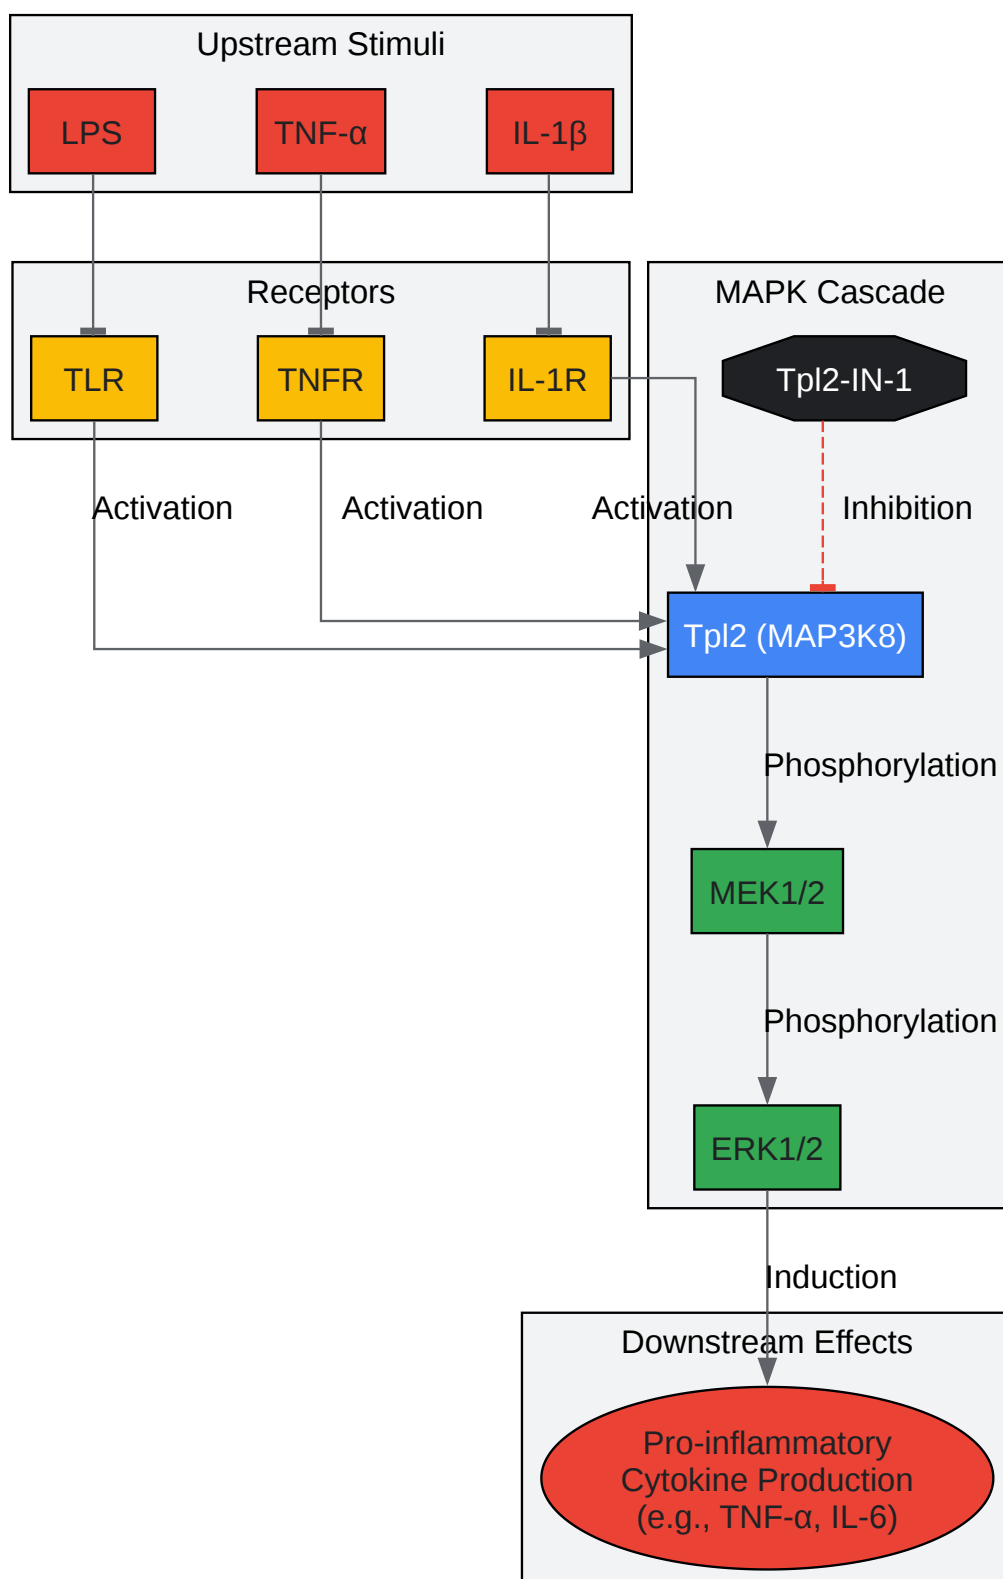 Upstream Stimuli
LPS
TNF-α
IL-1β
Receptors
MAPK Cascade
TLR
TNFR
IL-1R
Tpl2-IN-1
Activation
Activation
Activation
Inhibition
Tpl2 (MAP3K8)
Phosphorylation
MEK1/2
Phosphorylation
ERK1/2
Induction
Downstream Effects
Pro-inflammatory
Cytokine Production
(e.g., TNF-α, IL-6)